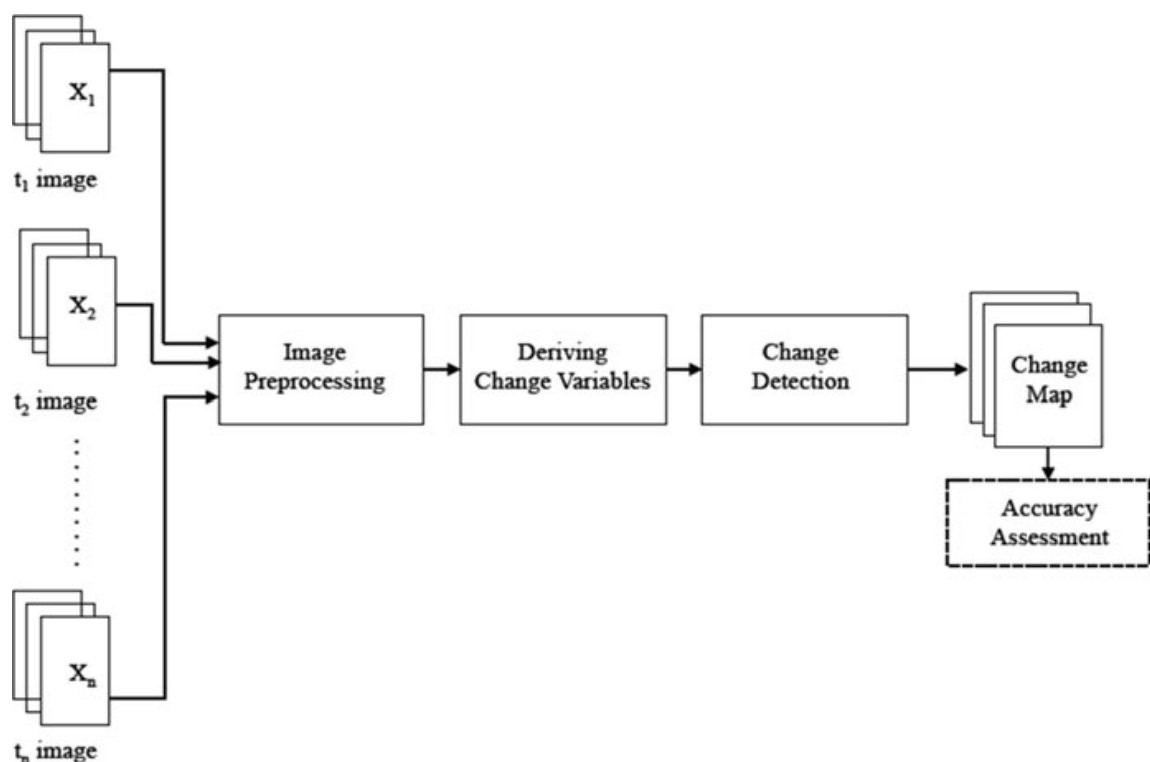 X₁
t₁ image
X₂
t₂ image
Xₙ
tₙ image
Image
Preprocessing
Deriving
Change Variables
Change
Detection
Change
Map
Accuracy
Assessment